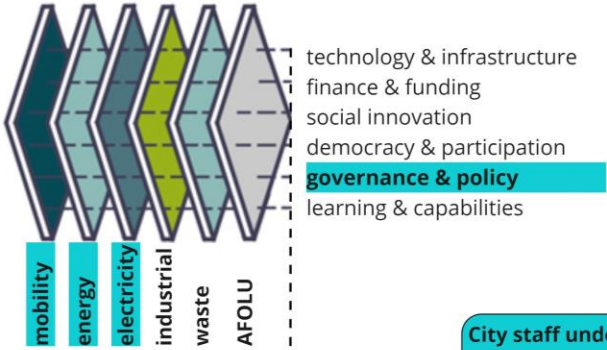 technology & infrastructure
finance & funding
social innovation
democracy & participation
governance & policy
learning & capabilities
mobility
energy
electricity
industrial
waste
AFOLU
City staff unde